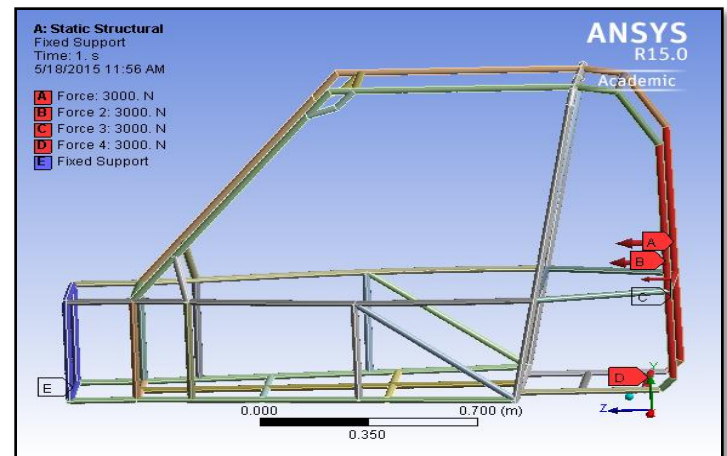 A: Static Structural
Fixed Support
Time: 1. s
5/18/2015 11:56 AM
A Force: 3000. N
B Force 2: 3000. N
C Force 3: 3000. N
D Force 4: 3000. N
E Fixed Support
ANSYS
R15.0
Academic
A
B
C
D
E
Y
Z
0.000 0.700 (m)
0.350